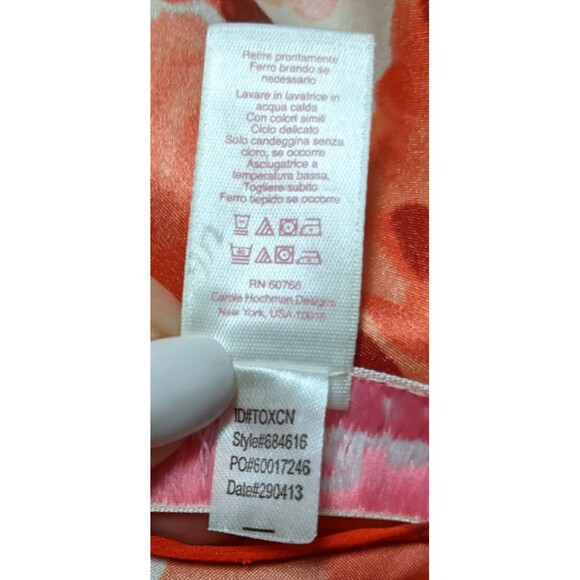 Retire prontamente
Ferro brando se
necessário
Lavare in lavatrice in
acqua calda
Con colori simili
Ciclo delicato
Solo candeggina senza
cloro, se occorre
Asciugatrice a
temperatura bassa,
Togliere subito
Ferro tiepido se occorre
RN 60766
Carole Hochman Designs
New York, USA 10016
ID#TOXCN
Style#684616
PO#60017246
Date#290413